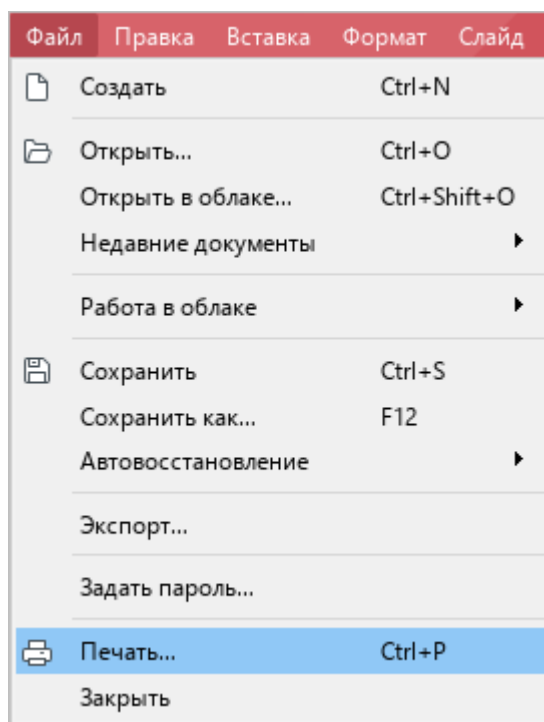 Файл Правка Вставка Формат Слайд
Создать Ctrl+N
Открыть... Ctrl+O
Открыть в облаке... Ctrl+Shift+O
Недавние документы
Работа в облаке
Сохранить Ctrl+S
Сохранить как... F12
Автовосстановление
Экспорт...
Задать пароль...
Печать... Ctrl+P
Закрыть